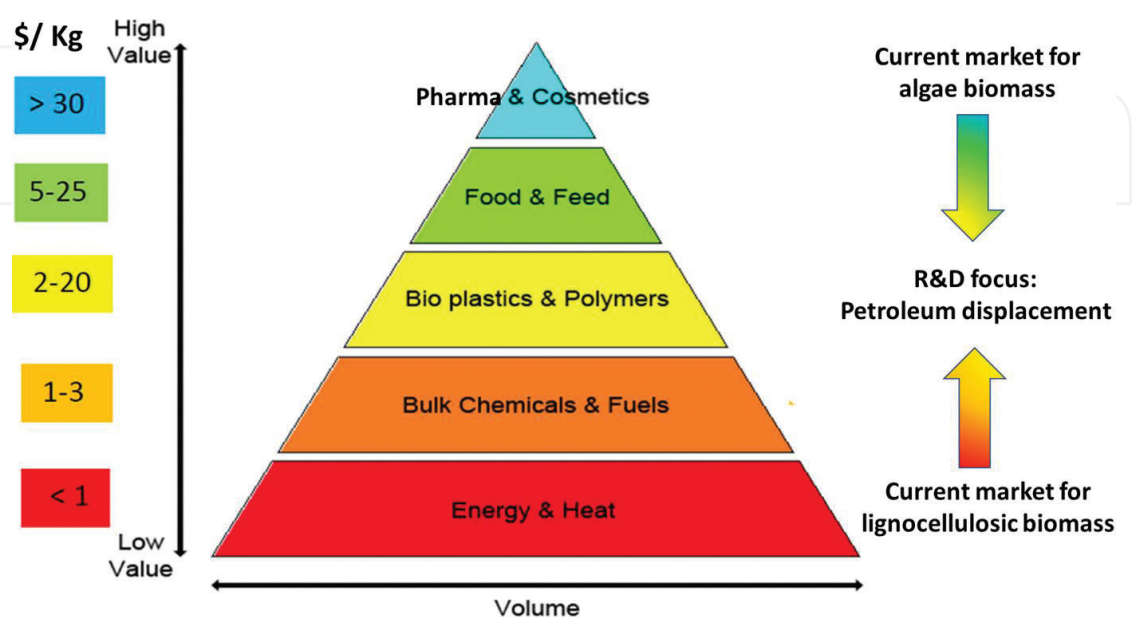 $/ Kg
High
Value
> 30
5-25
2-20
1-3
< 1
Low
Value
Pharma & Cosmetics
Food & Feed
Bio plastics & Polymers
Bulk Chemicals & Fuels
Energy & Heat
Volume
Current market for
algae biomass
R&D focus:
Petroleum displacement
Current market for
lignocellulosic biomass